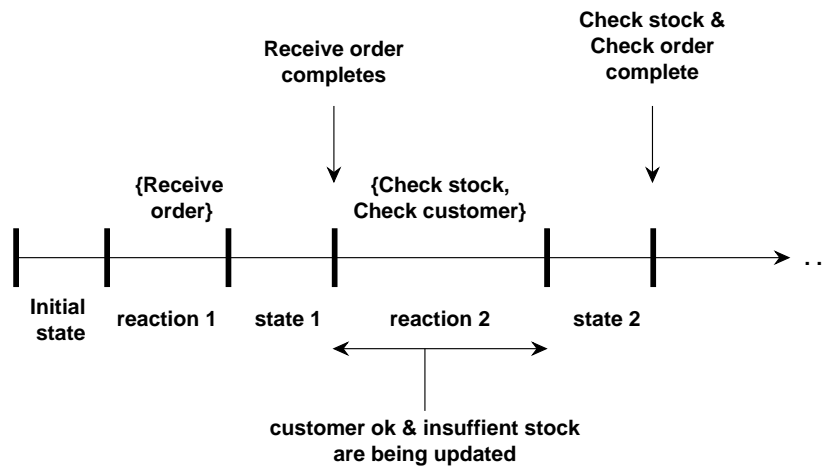 Check stock &
Check order
complete
Receive order
completes
{Receive
order}
{Check stock,
Check customer}
. .
Initial
state
reaction 1
state 1
reaction 2
state 2
customer ok & insuffient stock
are being updated